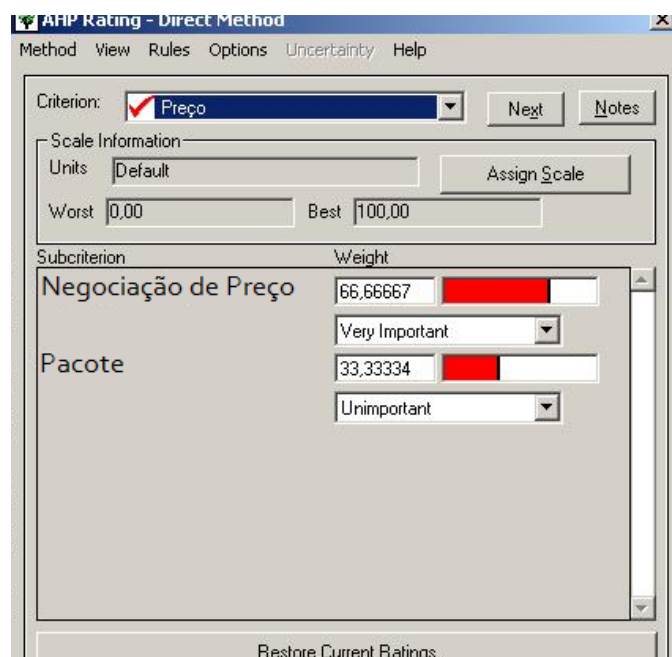 AHP Rating - Direct Method
Method View Rules Options Uncertainty Help
Criterion: Preço Next Notes
Scale Information
Units Default Assign Scale
Worst 0,00 Best 100,00
Subcriterion Weight
Negociação de Preço 66,66667
Very Important
Pacote 33,33334
Unimportant
Restore Current Ratings